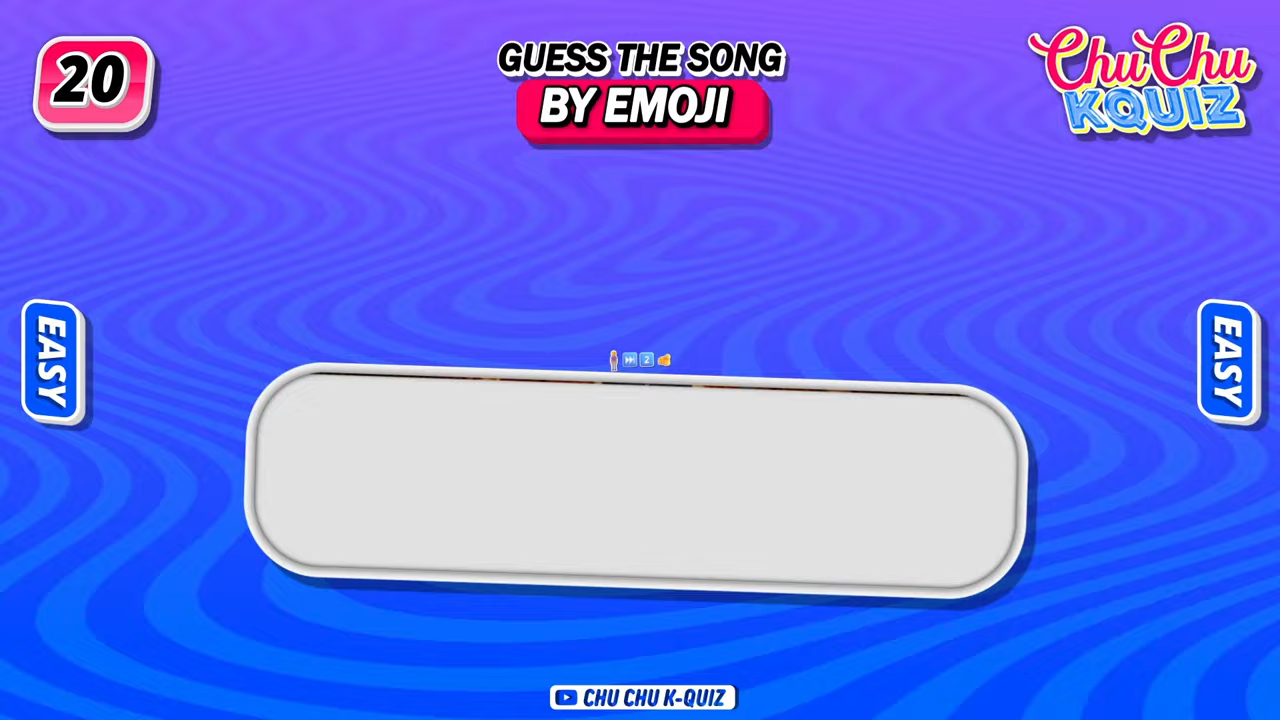 20
GUESS THE SONG
BY EMOJI
Chu Chu
KQUIZ
EASY
EASY
2
CHU CHU K-QUIZ